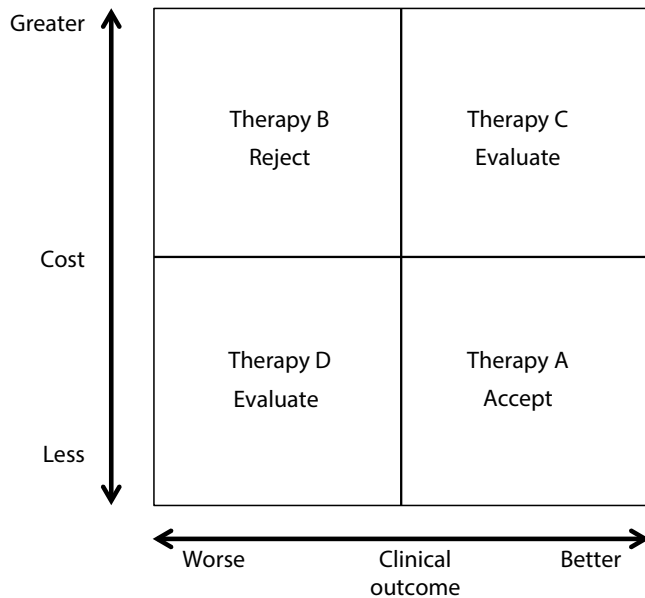 Greater
Therapy B
Reject
Therapy C
Evaluate
Cost
Therapy D
Evaluate
Therapy A
Accept
Less
Worse
Clinical
outcome
Better